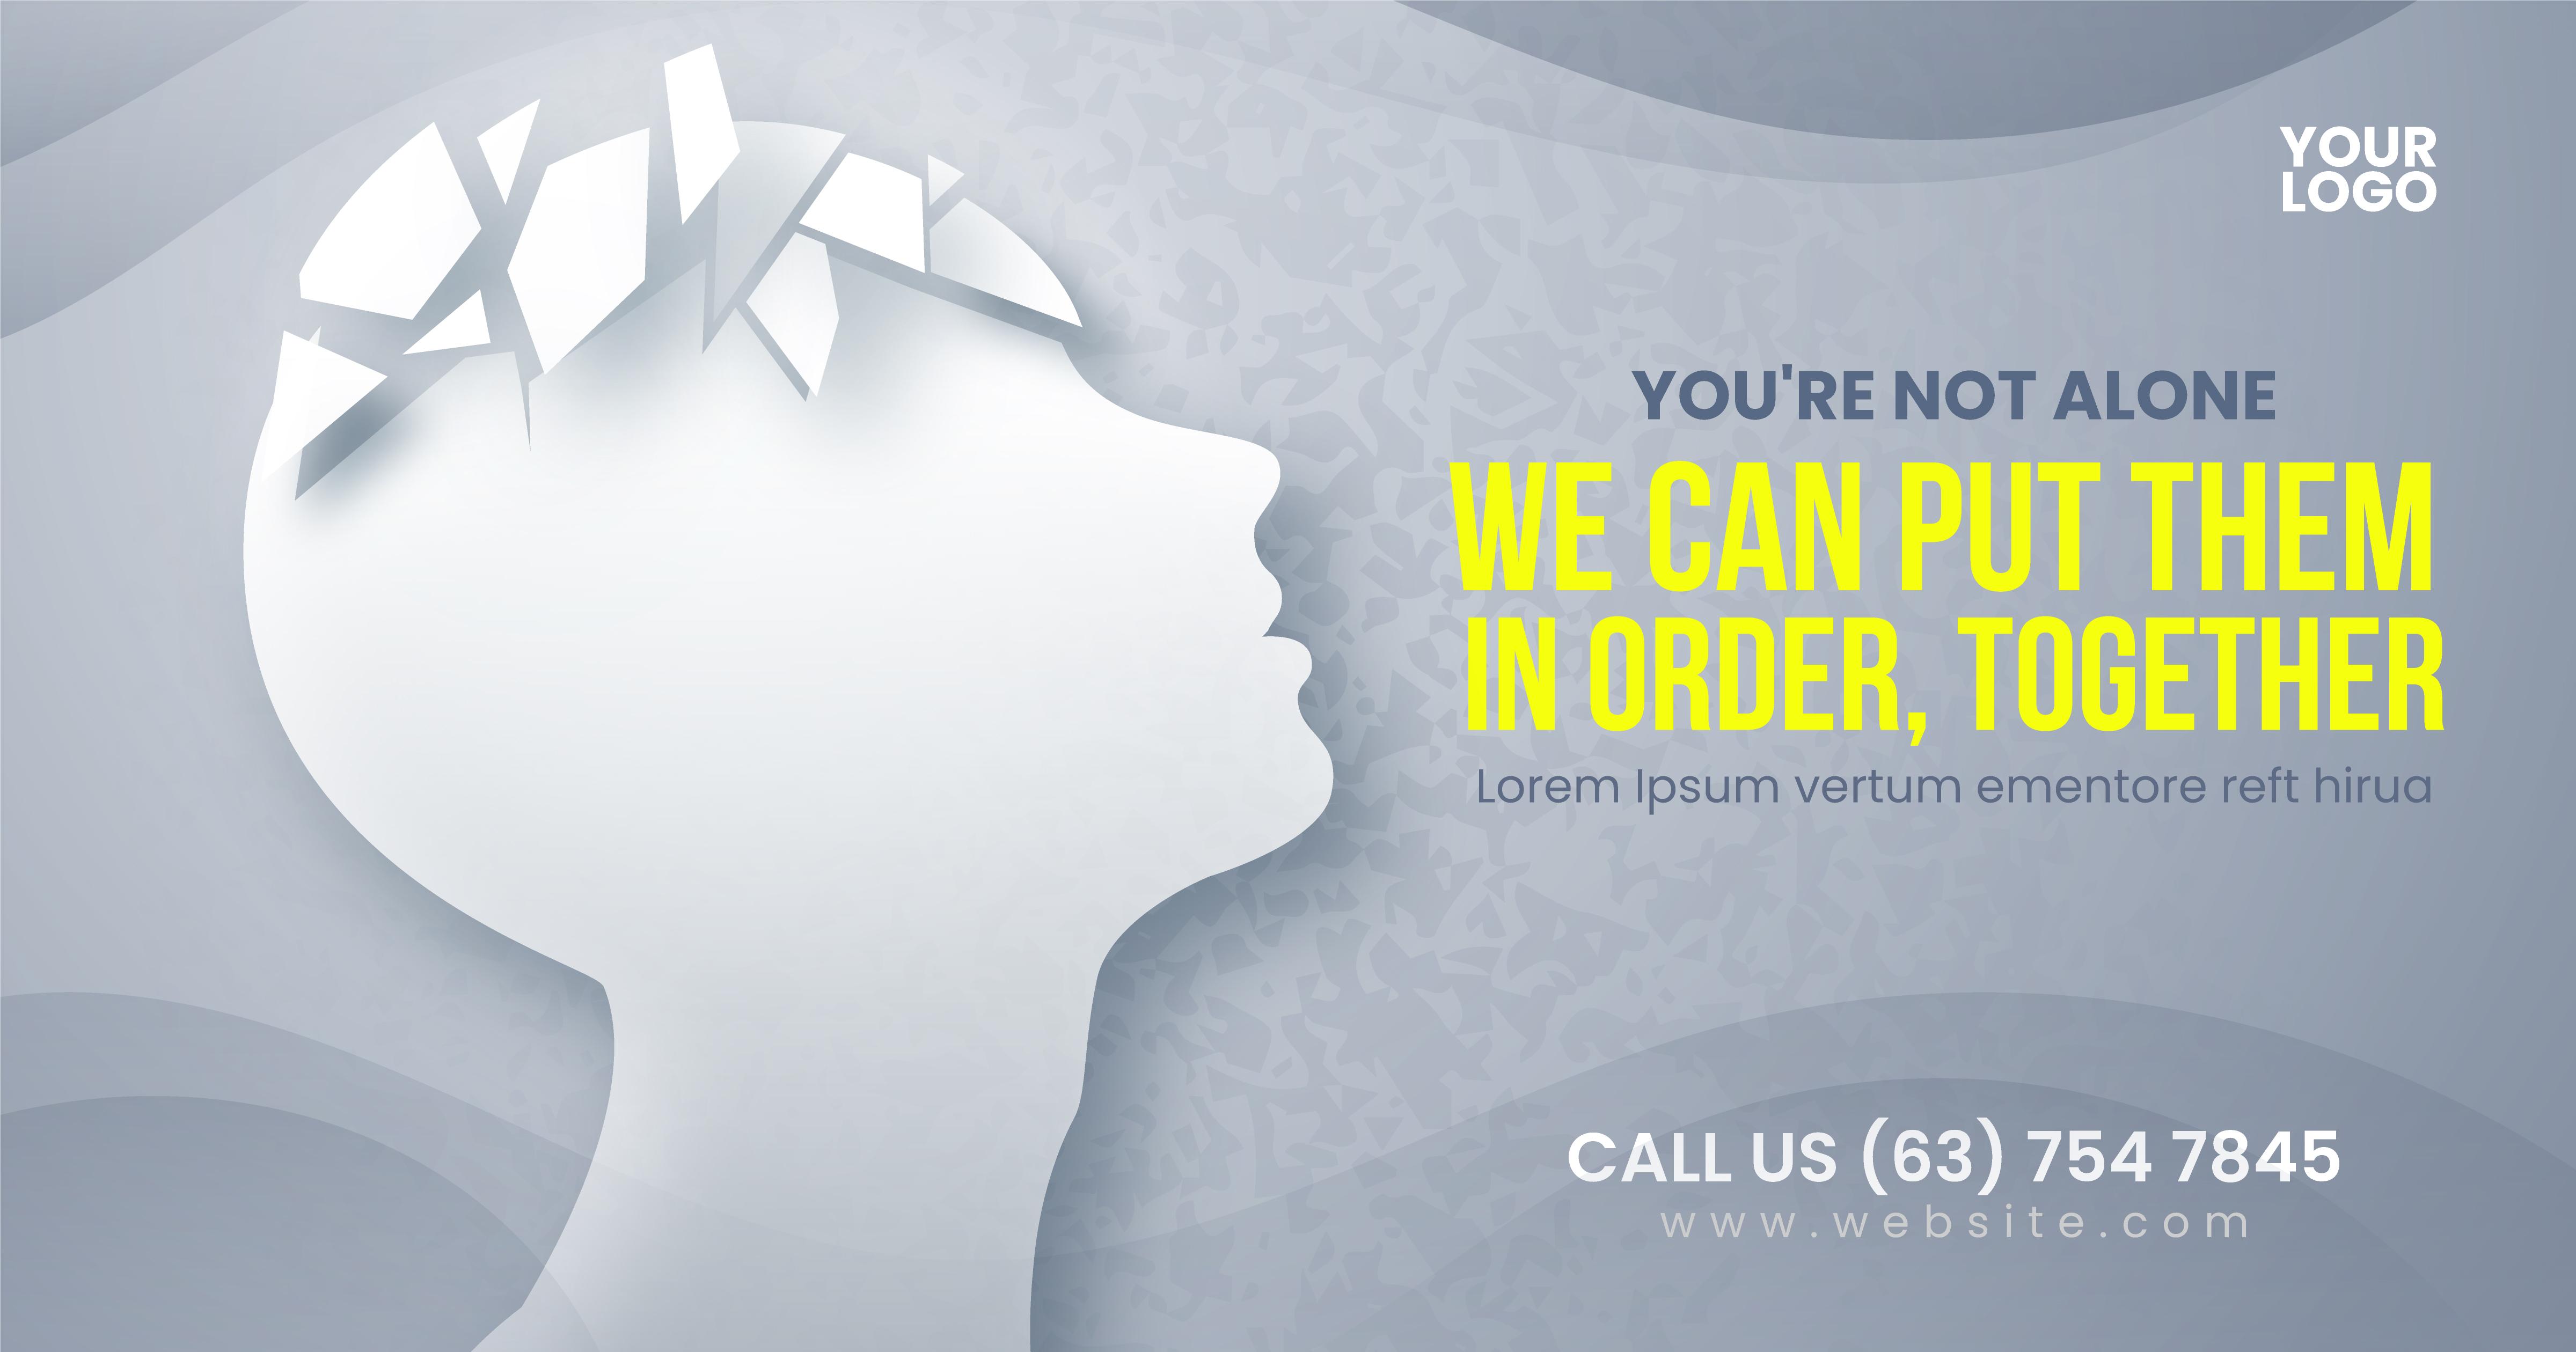 YOUR
LOGO
YOU'RE NOT ALONE
WE CAN PUT THEM
IN ORDER, TOGETHER
Lorem Ipsum vertum ementore reft hirua
CALL US (63) 754 7845
www.website.com